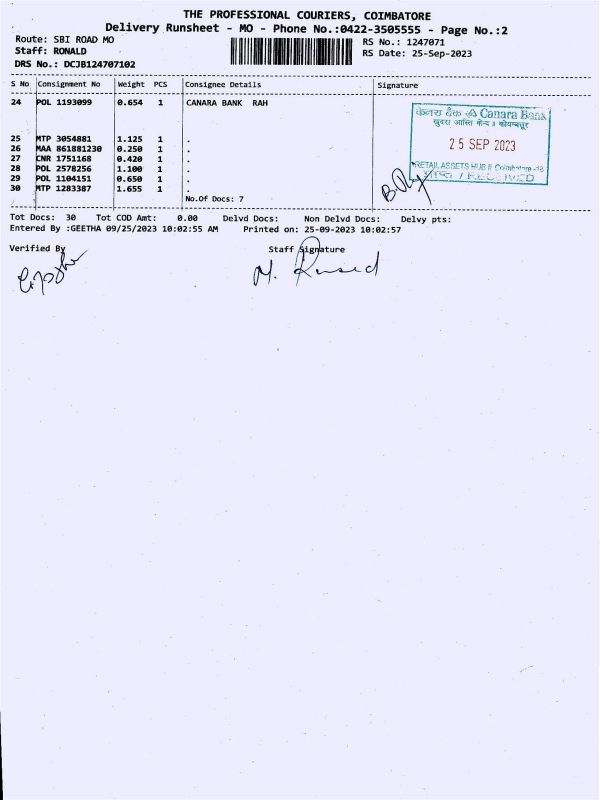 THE PROFESSIONAL COURIERS, COIMBATORE
Delivery Runsheet - MO - Phone No.:0422-3505555 - Page No.:2
Route: SBI ROAD MO RS No.: 1247071
Staff: RONALD RS Date: 25-Sep-2023
DRS No.: DCJB124707102
S No Consignment No Weight PCS Consignee Details Signature
24 POL 1193099 0.654 1 CANARA BANK RAH
केनरा बैंक Canara Bank
25 SEP 2023
RETAIL ASSETS HUB II Coimbatore -18
RECEIVED
25 MTP 3054881 1.125 1 .
26 MAA 861881230 0.250 1 .
27 CNR 1751168 0.420 1 .
28 POL 2578256 1.100 1 .
29 POL 1104151 0.650 1 .
30 MTP 1283387 1.655 1 .
No.Of Docs: 7
Tot Docs: 30 Tot COD Amt: 0.00 Delvd Docs: Non Delvd Docs: Delvy pts:
Entered By :GEETHA 09/25/2023 10:02:55 AM Printed on: 25-09-2023 10:02:57
Verified By Staff Signature